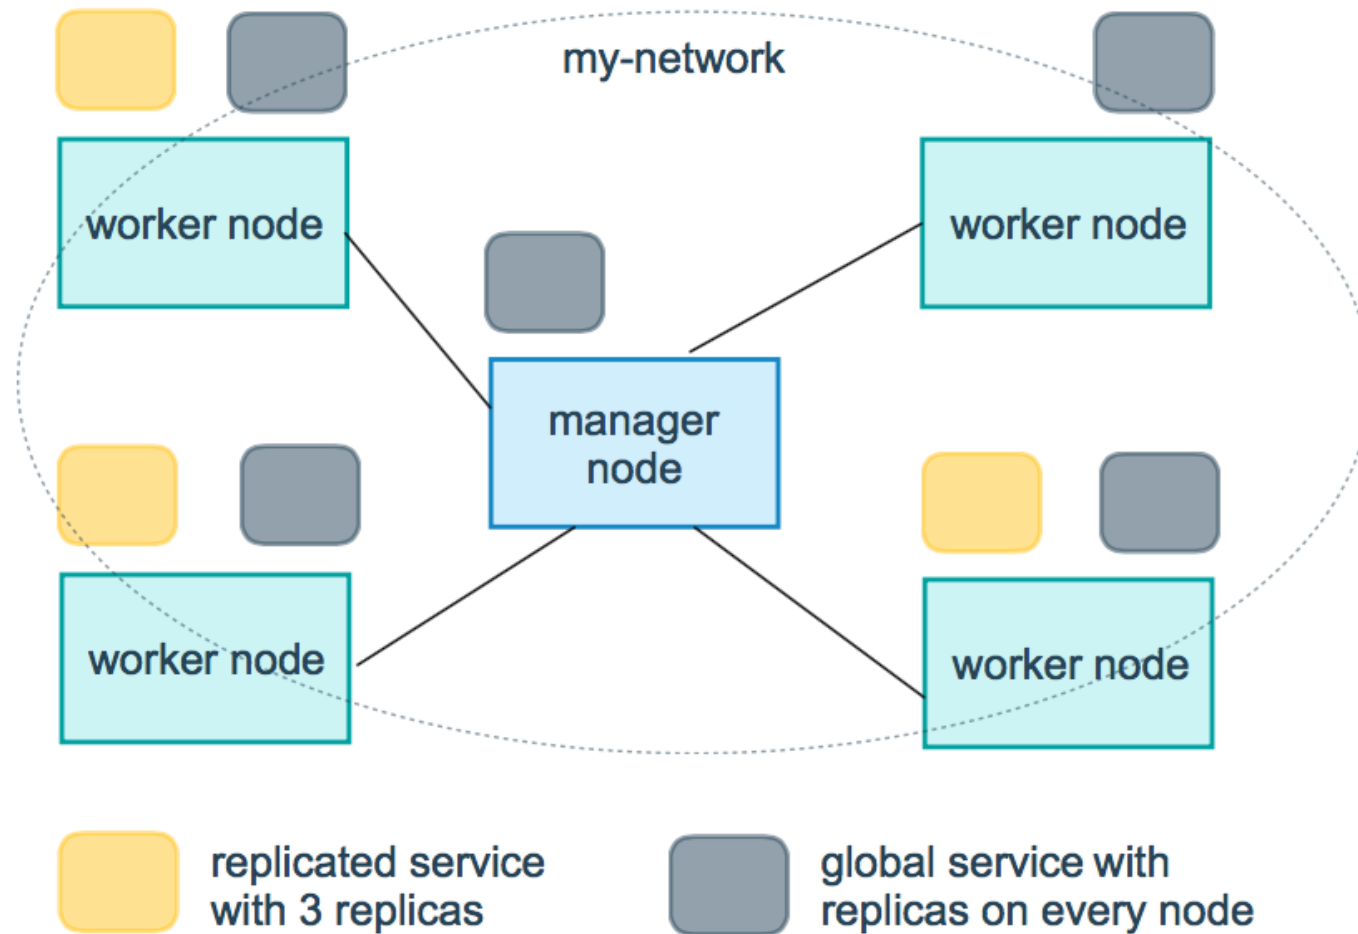 my-network
worker node
worker node
manager
node
worker node
worker node
replicated service
with 3 replicas
global service with
replicas on every node